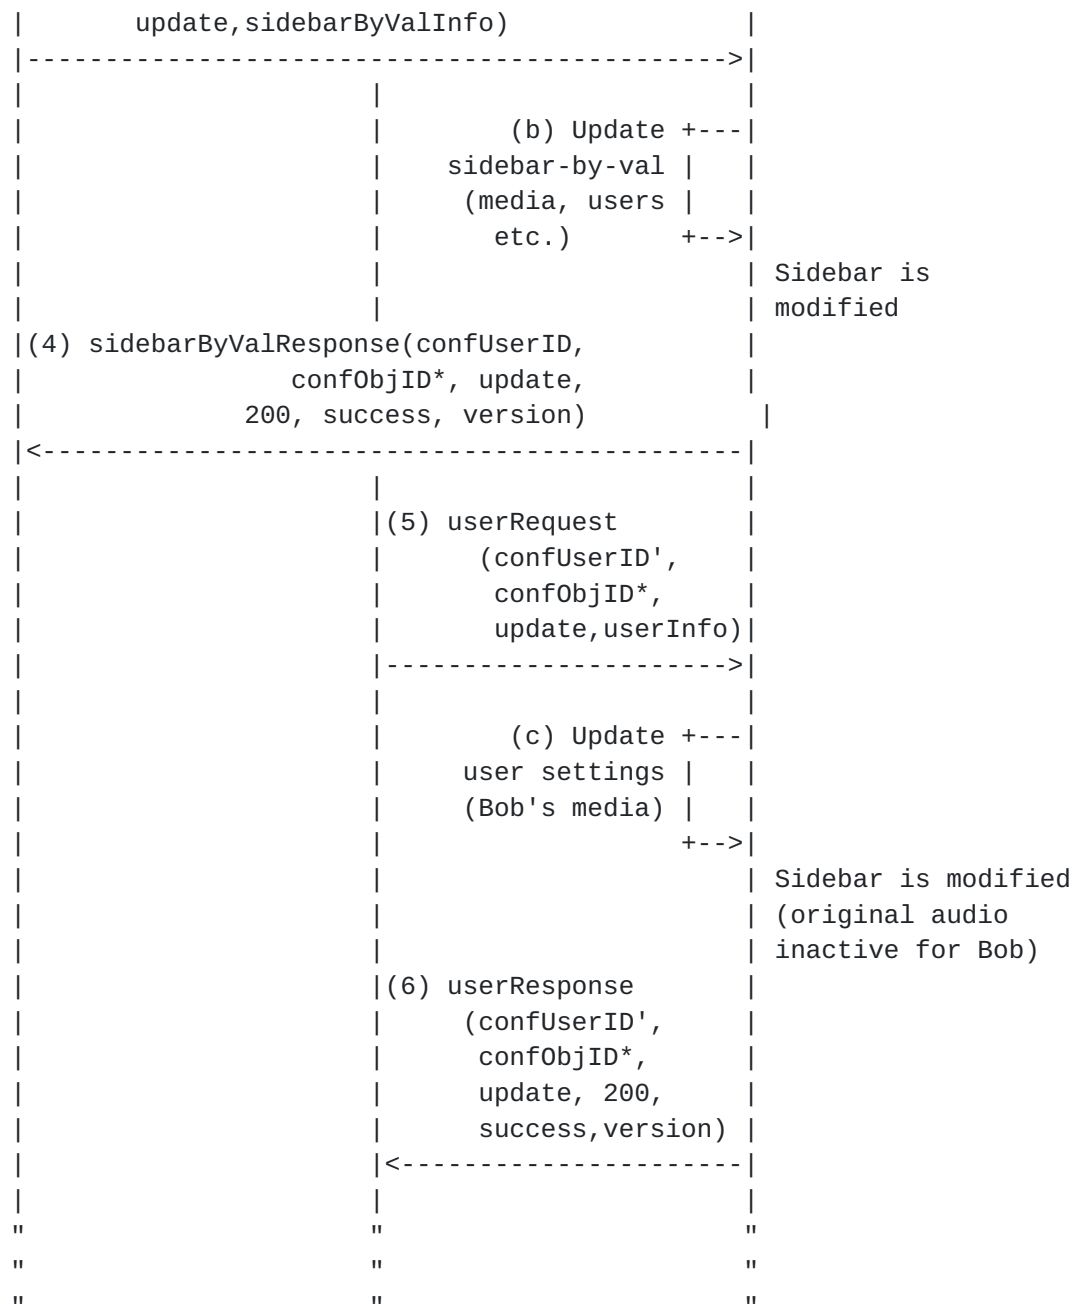 |       update,sidebarByValInfo)               |
|--------------------------------------------->|
|                      |                       |
|                      |        (b) Update +---|
|                      |    sidebar-by-val |   |
|                      |     (media, users |   |
|                      |       etc.)       +-->|
|                      |                       | Sidebar is
|                      |                       | modified
|(4) sidebarByValResponse(confUserID,          |
|                 confObjID*, update,          |
|              200, success, version)           |
|<---------------------------------------------|
|                      |                       |
|                      |(5) userRequest        |
|                      |      (confUserID',    |
|                      |       confObjID*,     |
|                      |       update,userInfo)|
|                      |---------------------->|
|                      |                       |
|                      |        (c) Update +---|
|                      |     user settings |   |
|                      |     (Bob's media) |   |
|                      |                   +-->|
|                      |                       | Sidebar is modified
|                      |                       | (original audio
|                      |                       | inactive for Bob)
|                      |(6) userResponse       |
|                      |     (confUserID',     |
|                      |      confObjID*,      |
|                      |      update, 200,     |
|                      |      success,version) |
|                      |<----------------------|
|                      |                       |
"                      "                       "
"                      "                       "
"                      "                       "